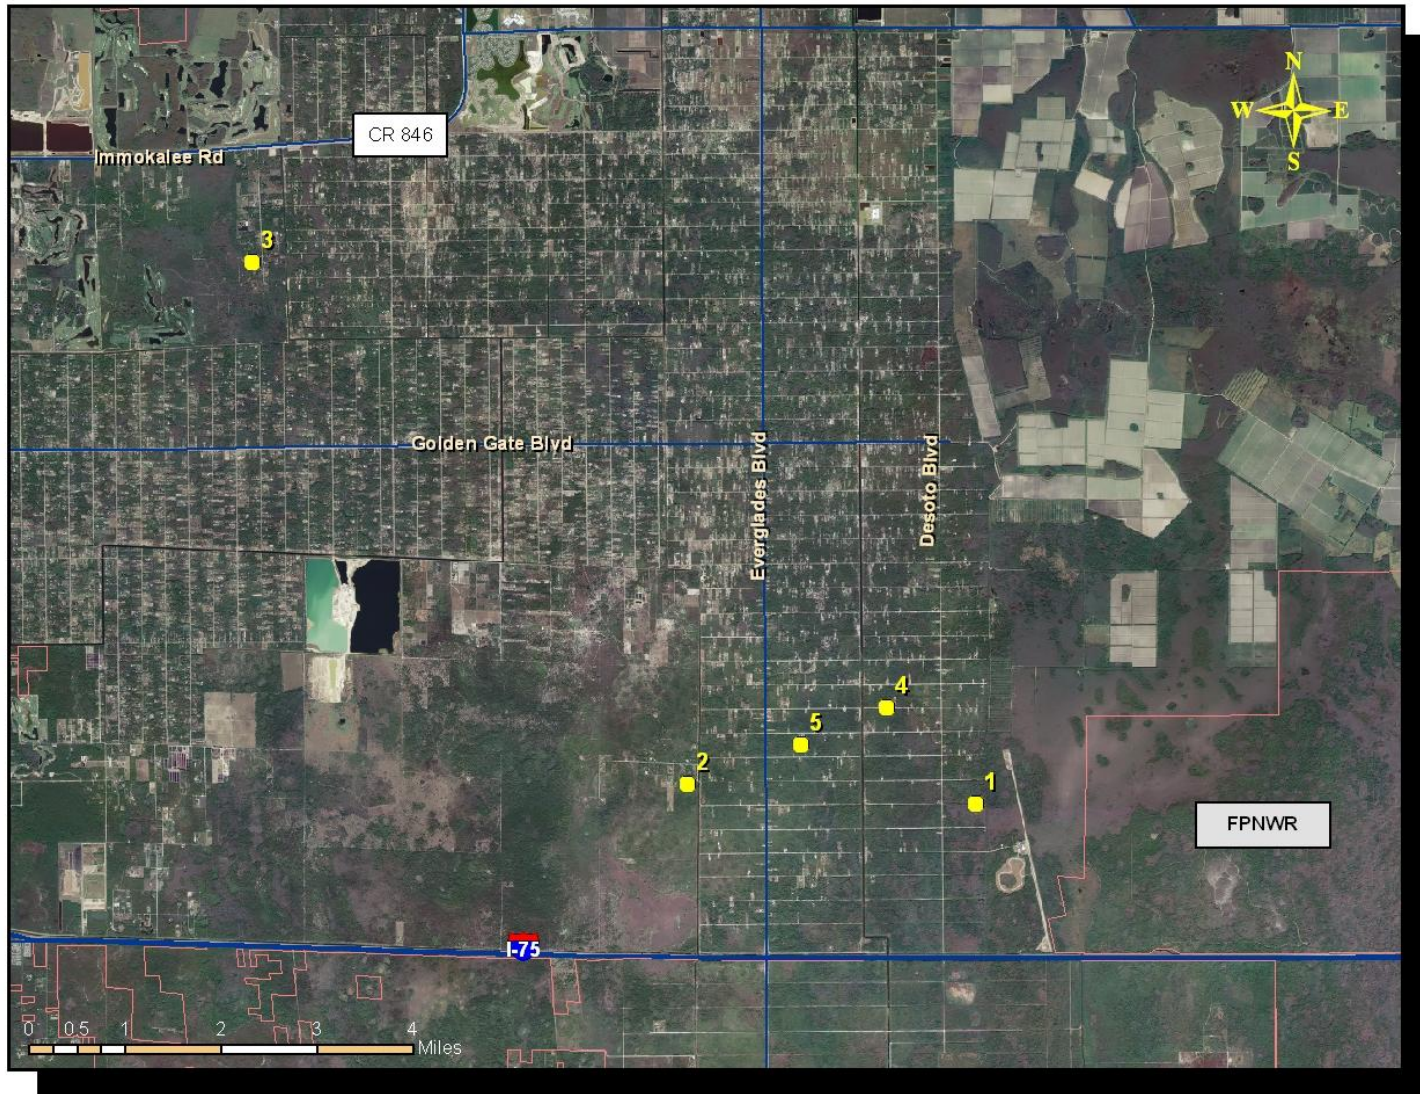 N
W E
S
CR 846
Immokalee Rd
3
Golden Gate Blvd
Everglades Blvd
Desoto Blvd
4
5
2
1
FPNWR
I-75
0 0.5 1 2 3 4
Miles